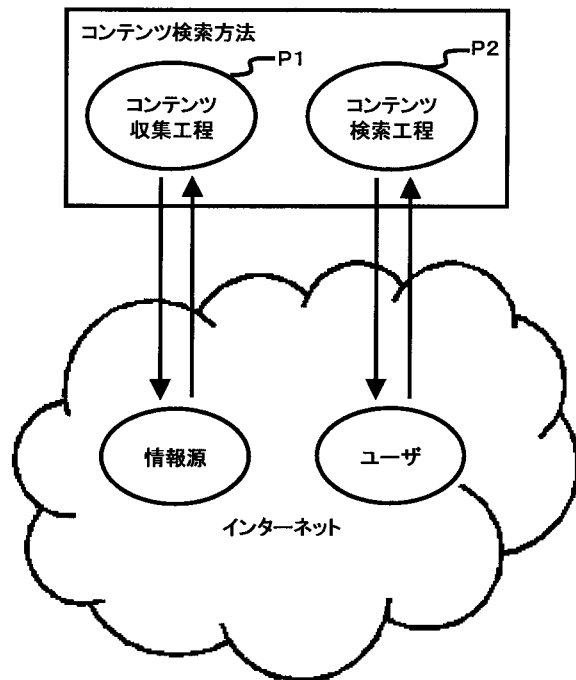 コンテンツ検索方法
P1
P2
コンテンツ
収集工程
コンテンツ
検索工程
情報源
ユーザ
インターネット